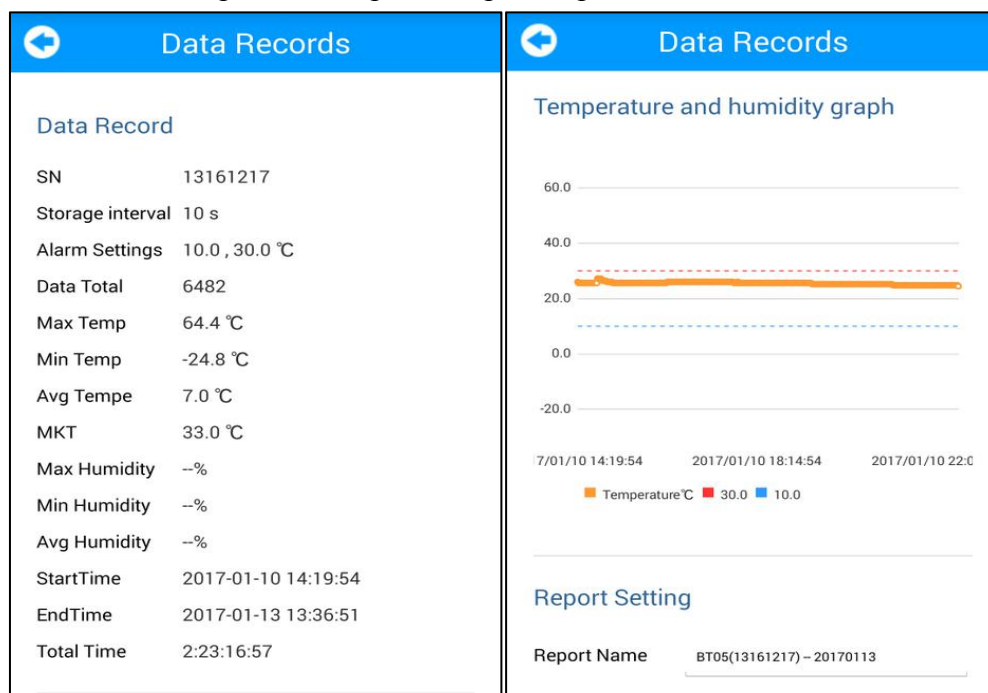 Data Records
Data Record
SN 13161217
Storage interval 10 s
Alarm Settings 10.0 , 30.0 ℃
Data Total 6482
Max Temp 64.4 ℃
Min Temp -24.8 ℃
Avg Tempe 7.0 ℃
MKT 33.0 ℃
Max Humidity --%
Min Humidity --%
Avg Humidity --%
StartTime 2017-01-10 14:19:54
EndTime 2017-01-13 13:36:51
Total Time 2:23:16:57
Data Records
Temperature and humidity graph
60.0
40.0
20.0
0.0
-20.0
7/01/10 14:19:54 2017/01/10 18:14:54 2017/01/10 22:0
Temperature℃ 30.0 10.0
Report Setting
Report Name BT05(13161217) -- 20170113